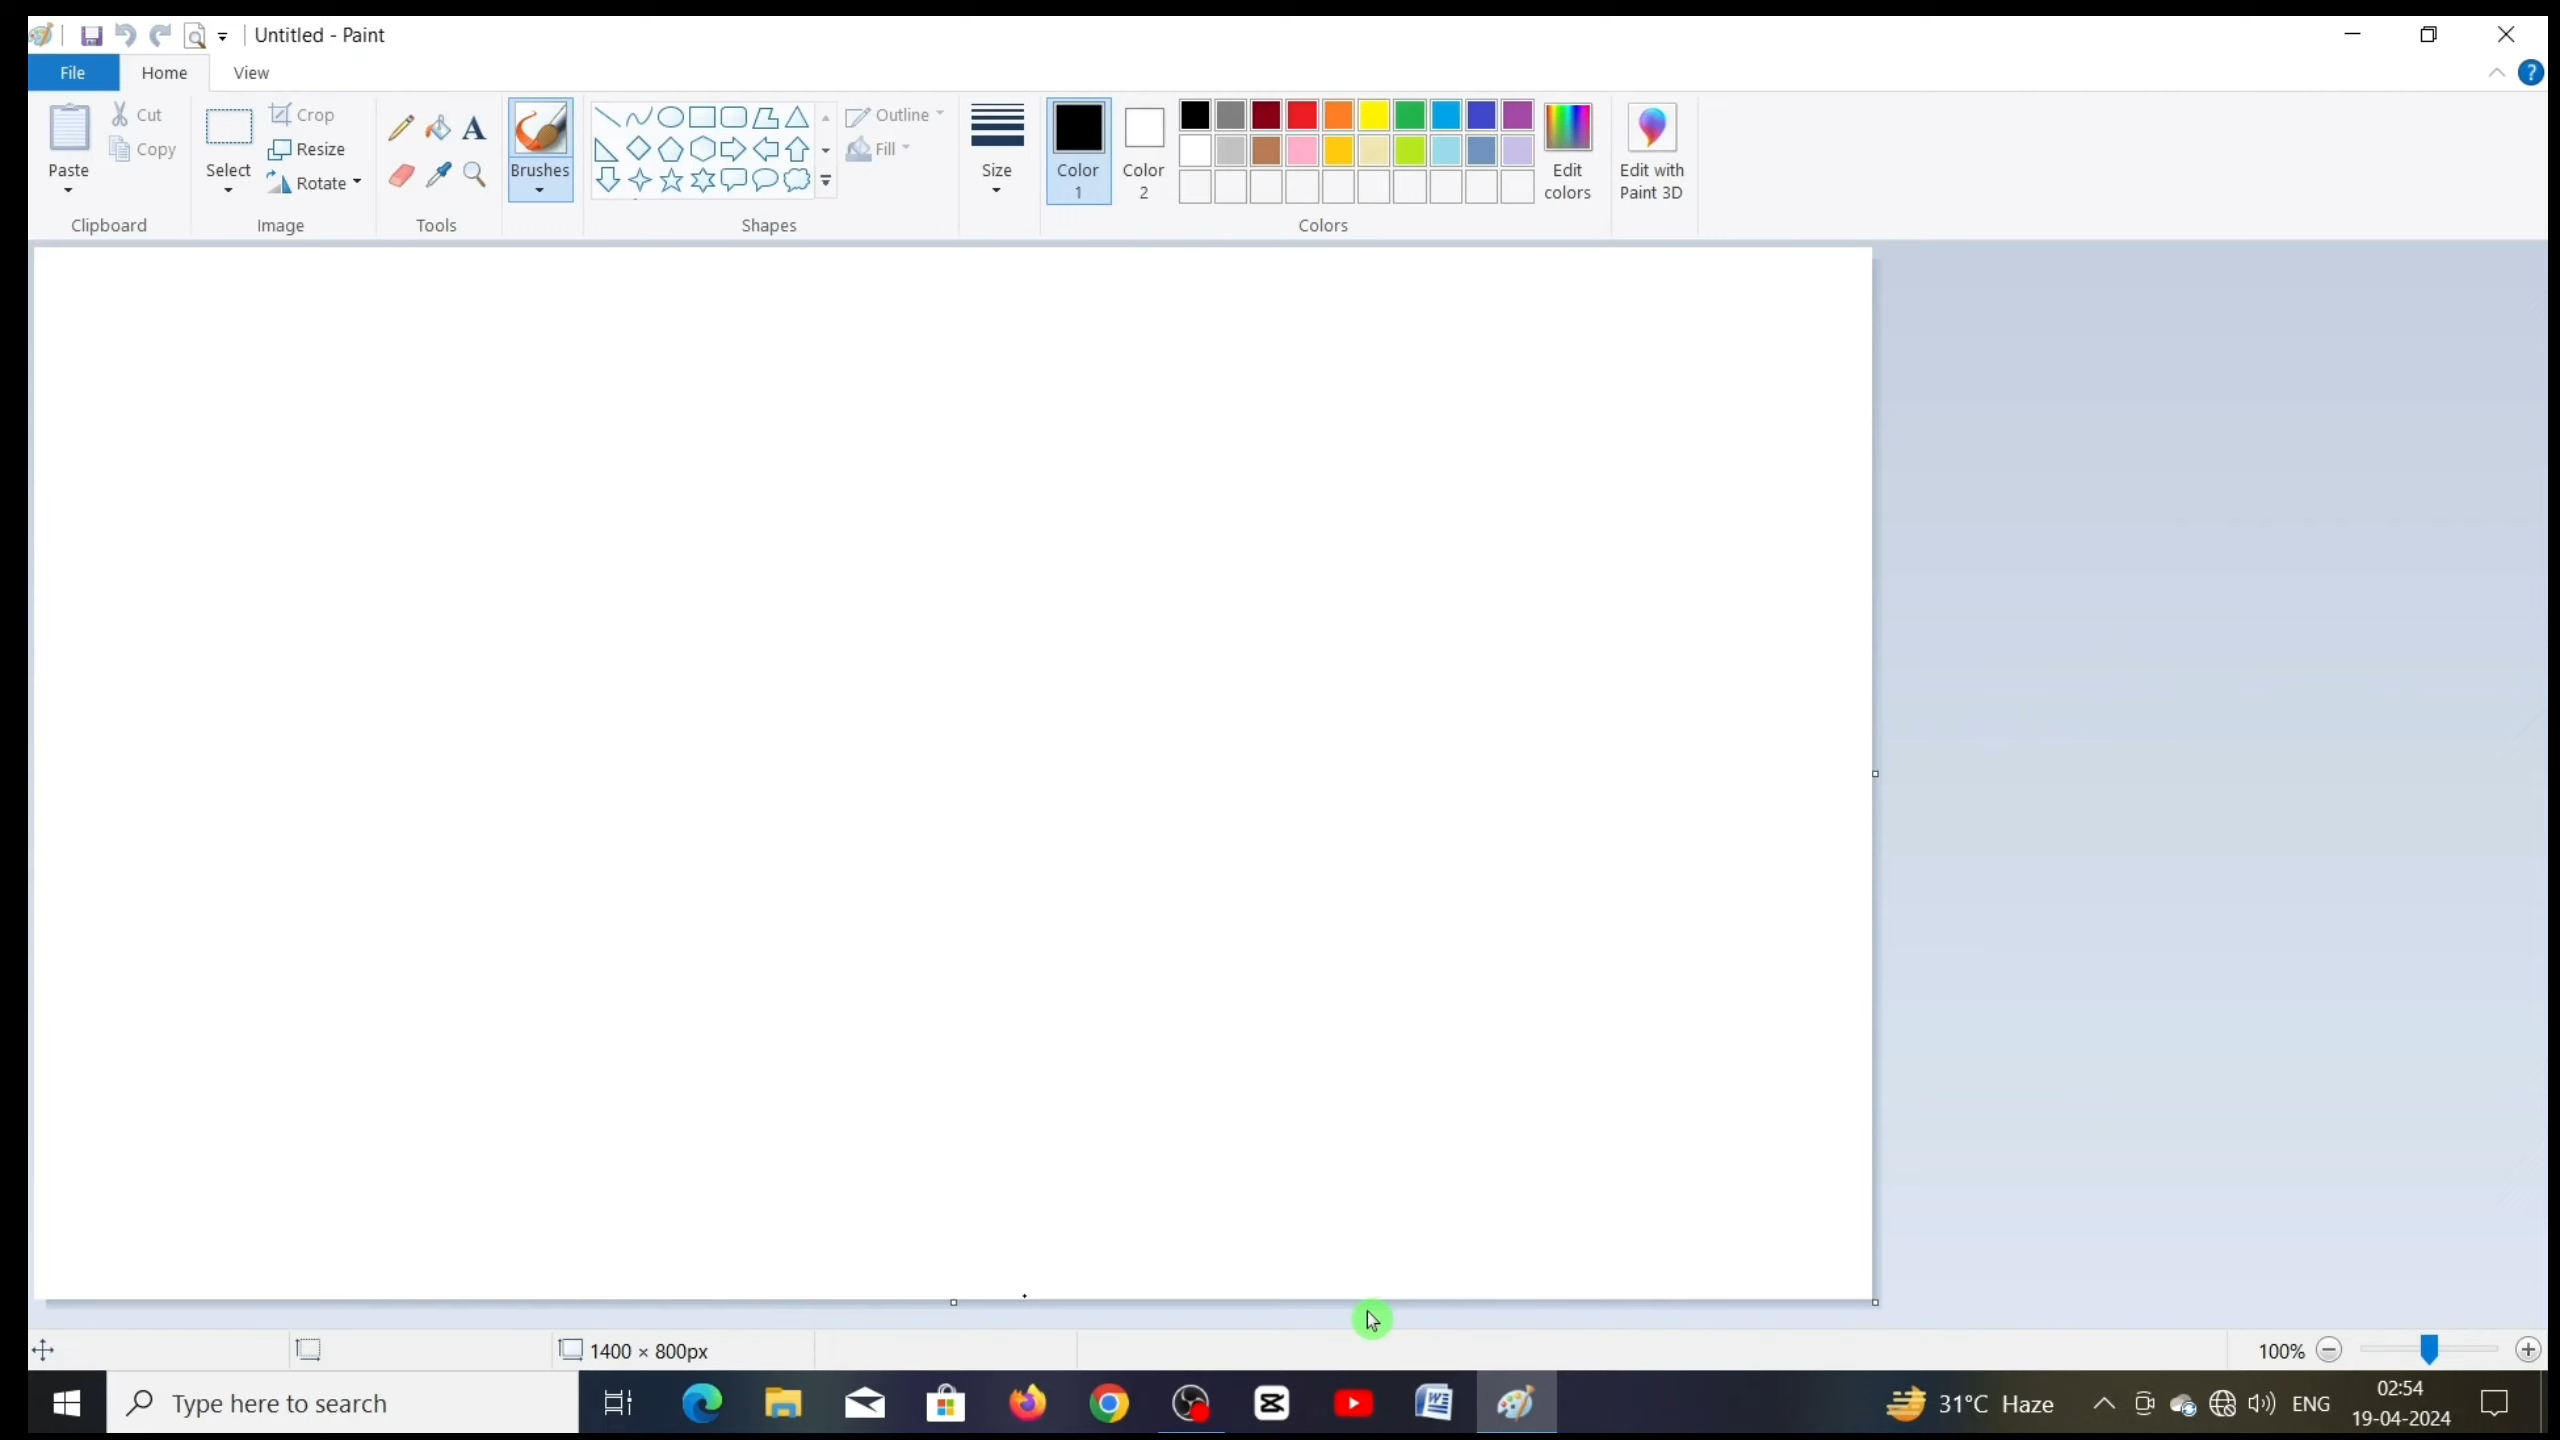 Untitled - Paint
File Home View
Paste Cut Copy Clipboard
Select Crop Resize Rotate Image
A Tools
Brushes
Outline Fill Shapes
Size
Color 1 Color 2 Edit colors Colors
Edit with Paint 3D
1400 × 800px
100%
Type here to search
31°C Haze
ENG
02:54
19-04-2024